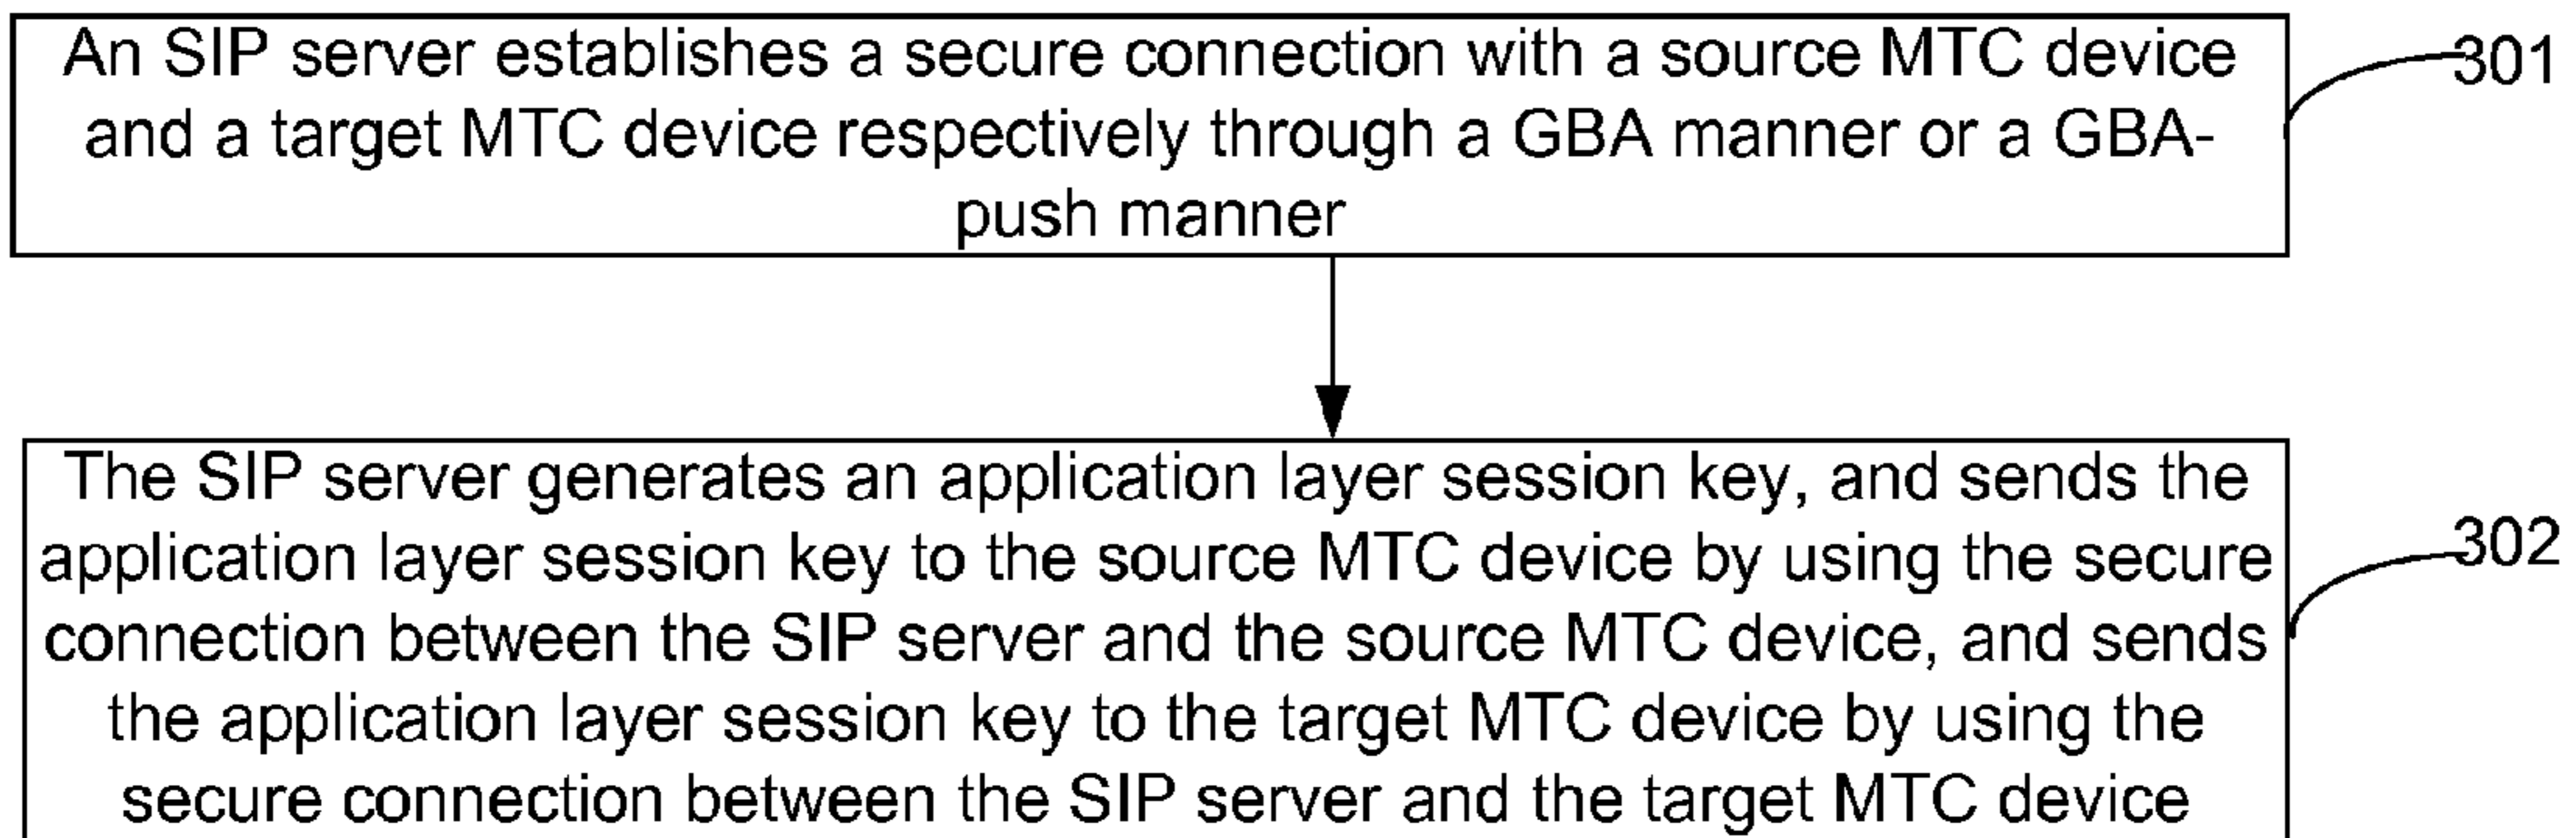 An SIP server establishes a secure connection with a source MTC device
and a target MTC device respectively through a GBA manner or a GBA-
push manner
301
The SIP server generates an application layer session key, and sends the
application layer session key to the source MTC device by using the secure
connection between the SIP server and the source MTC device, and sends
the application layer session key to the target MTC device by using the
secure connection between the SIP server and the target MTC device
302